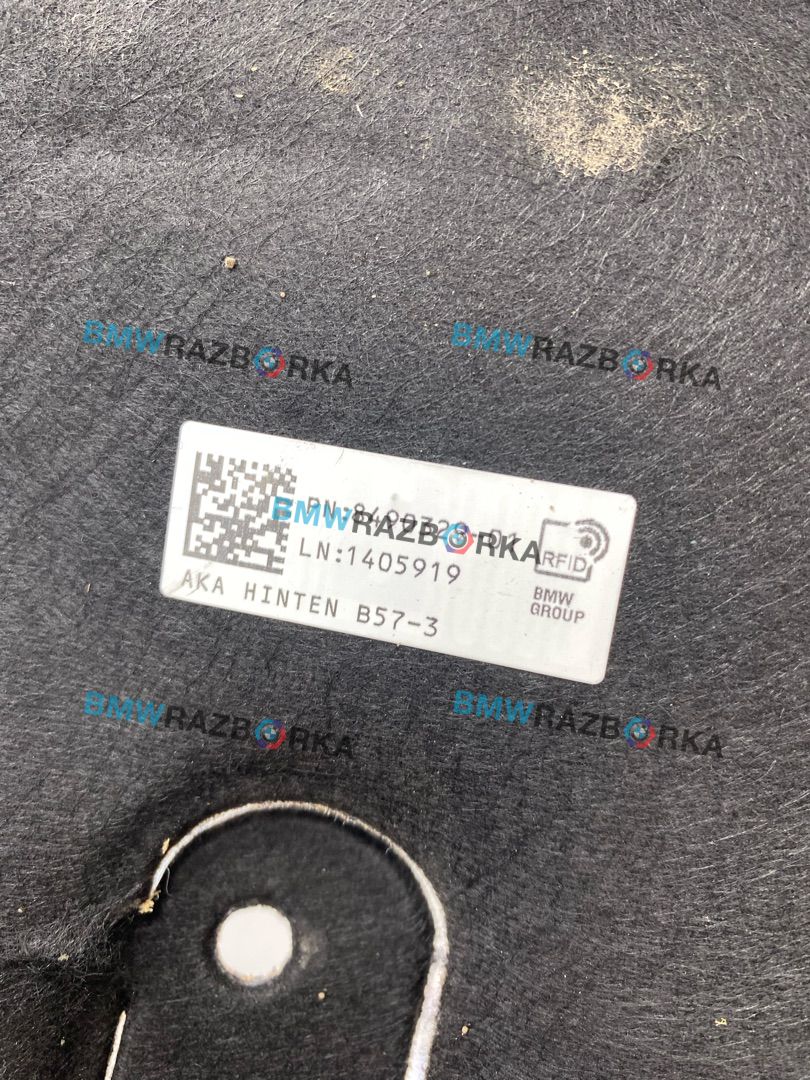 BMWRAZBORKA
BMWRAZBORKA
BMWRAZBORKA
LN:1405919
RFID
AKA HINTEN B57-3
BMW
GROUP
BMWRAZBORKA
BMWRAZBORKA